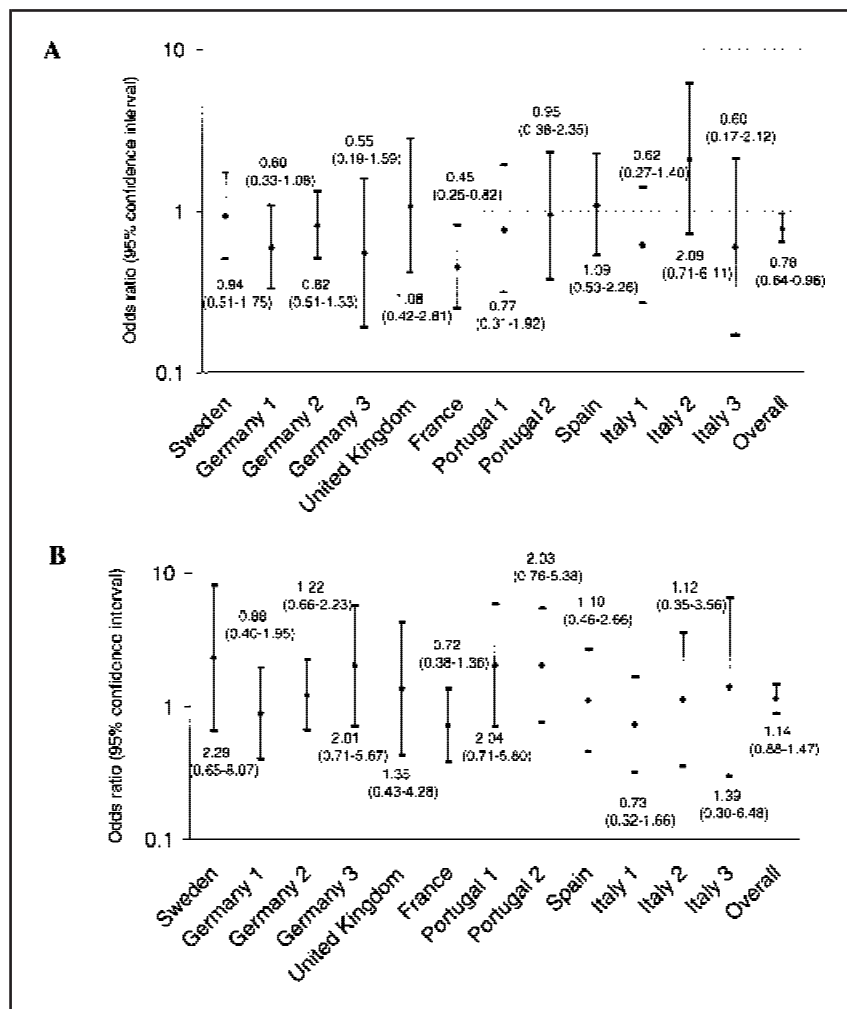 A
Odds ratio (95% confidence interval)
10
1
0.1
0.94
(0.51-1.75)
0.60
(0.33-1.08)
0.82
(0.51-1.33)
0.55
(0.19-1.59)
1.08
(0.42-2.81)
0.45
(0.25-0.82)
0.77
(0.31-1.92)
0.95
(0.38-2.35)
1.09
(0.53-2.26)
0.62
(0.27-1.40)
2.09
(0.71-6.11)
0.60
(0.17-2.12)
0.78
(0.64-0.96)
Sweden
Germany 1
Germany 2
Germany 3
United Kingdom
France
Portugal 1
Portugal 2
Spain
Italy 1
Italy 2
Italy 3
Overall
B
Odds ratio (95% confidence interval)
10
1
0.1
2.29
(0.65-8.07)
0.88
(0.40-1.95)
1.22
(0.66-2.23)
2.01
(0.71-5.67)
1.35
(0.43-4.28)
0.72
(0.38-1.36)
2.04
(0.71-5.80)
2.03
(0.76-5.38)
1.10
(0.46-2.66)
0.73
(0.32-1.66)
1.12
(0.35-3.56)
1.39
(0.30-6.48)
1.14
(0.88-1.47)
Sweden
Germany 1
Germany 2
Germany 3
United Kingdom
France
Portugal 1
Portugal 2
Spain
Italy 1
Italy 2
Italy 3
Overall